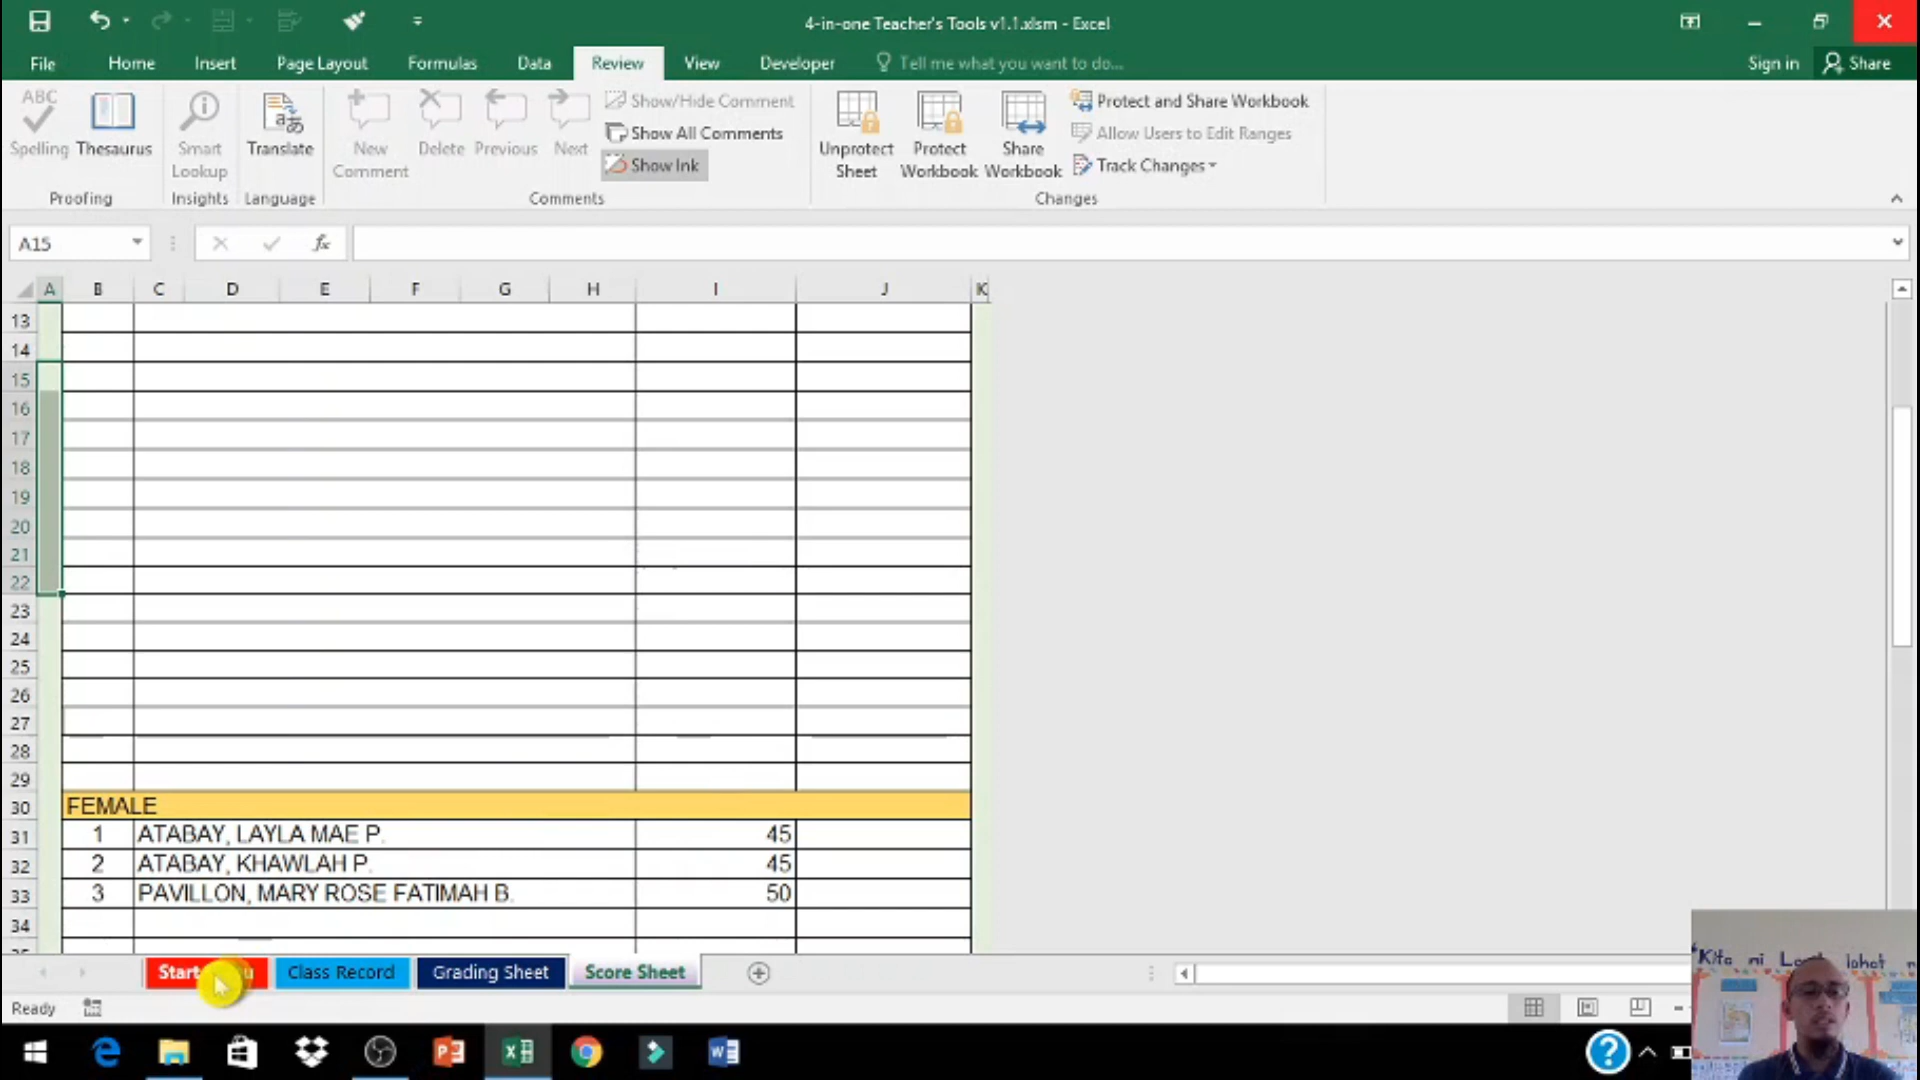 4-in-one Teacher's Tools v1.1.xlsm - Excel
File Home Insert Page Layout Formulas Data Review View Developer Tell me what you want to do... Sign in Share
ABC
Spelling Thesaurus
Proofing
Smart Lookup
Insights
Translate
Language
New Comment Delete Previous Next
Show/Hide Comment
Show All Comments
Show Ink
Comments
Unprotect Sheet
Protect Workbook
Share Workbook
Protect and Share Workbook
Allow Users to Edit Ranges
Track Changes
Changes
A15 fx
A B C D E F G H I J K
13
14
15
16
17
18
19
20
21
22
23
24
25
26
27
28
29
30 FEMALE
31 1 ATABAY, LAYLA MAE P. 45
32 2 ATABAY, KHAWLAH P. 45
33 3 PAVILLON, MARY ROSE FATIMAH B. 50
34
Start Class Record Grading Sheet Score Sheet
Ready